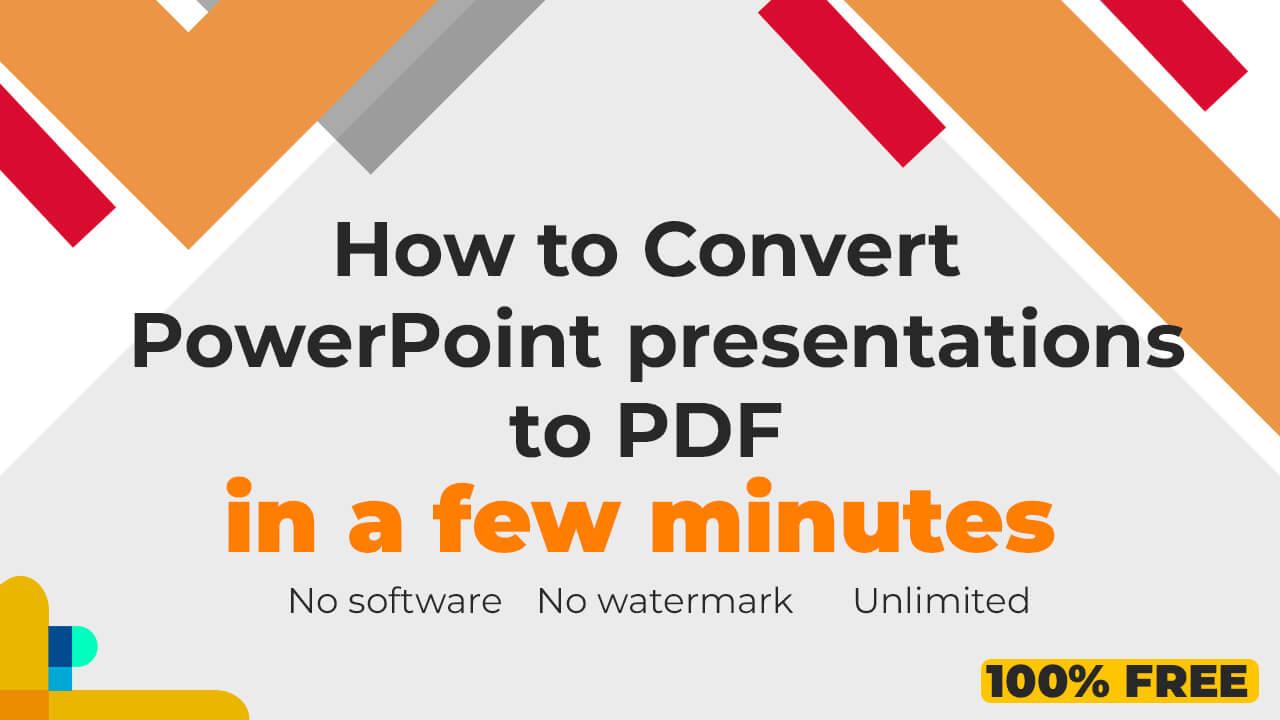 How to Convert
PowerPoint presentations
to PDF
in a few minutes
No software No watermark Unlimited
100% FREE